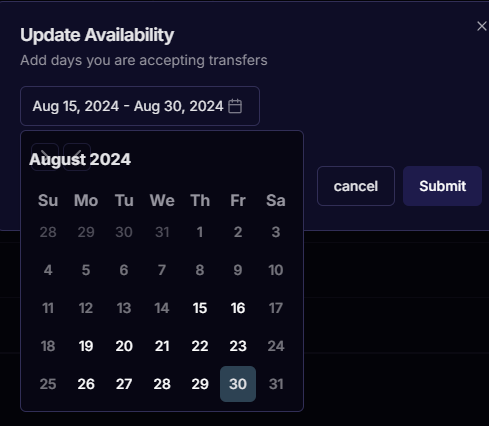 Update Availability
Add days you are accepting transfers
Aug 15, 2024 - Aug 30, 2024
August 2024
Su Mo Tu We Th Fr Sa
28 29 30 31 1 2 3
4 5 6 7 8 9 10
11 12 13 14 15 16 17
18 19 20 21 22 23 24
25 26 27 28 29 30 31
cancel Submit